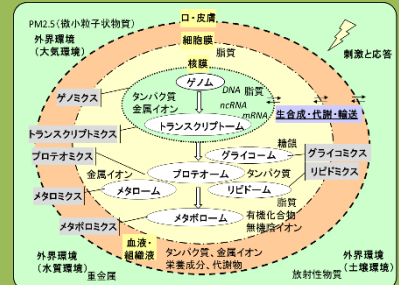 PM2.5(微小粒子状物質)
口・皮膚
外界環境
(大気環境)
細胞膜
脂質
核膜
刺激と応答
ゲノム
ゲノミクス
DNA 脂質
タンパク質
金属イオン
ncRNA
mRNA
生合成・代謝・輸送
トランスクリプトミクス
トランスクリプトーム
糖鎖
プロテオミクス
グライコーム
グライコミクス
金属イオン
プロテオーム
タンパク質
リピドミクス
メタロミクス
メタローム
リピドーム
脂質
メタボローム
有機化合物
無機陰イオン
メタボロミクス
血液・
組織液
外界環境
(水質環境)
タンパク質、金属イオン
栄養成分、代謝物
外界環境
(土壌環境)
重金属
放射性物質